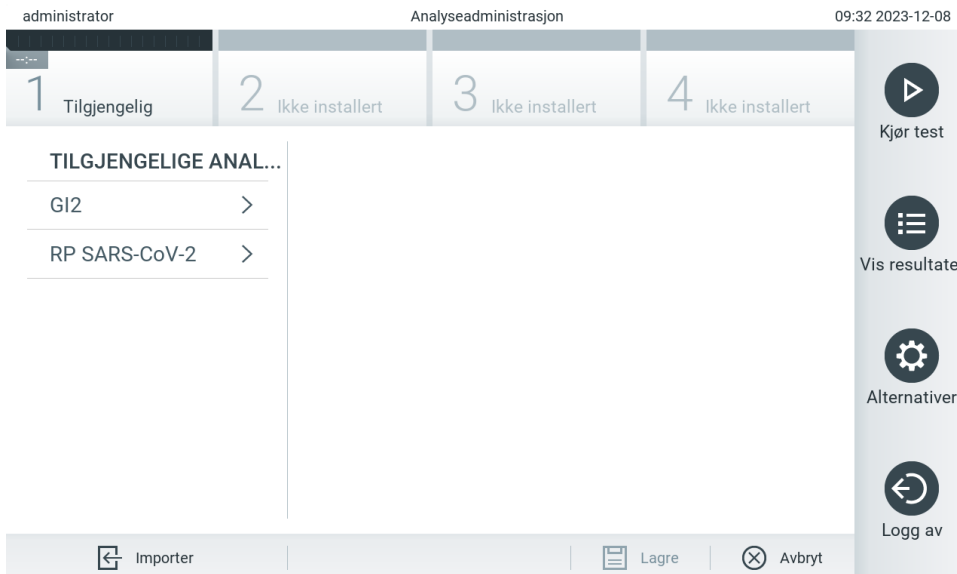 administrator
Analyseadministrasjon
09:32 2023-12-08
--:--
1 Tilgjengelig
2 Ikke installert
3 Ikke installert
4 Ikke installert
TILGJENGELIGE ANAL...
GI2
RP SARS-CoV-2
Kjør test
Vis resultate
Alternativer
Logg av
Importer
Lagre
Avbryt